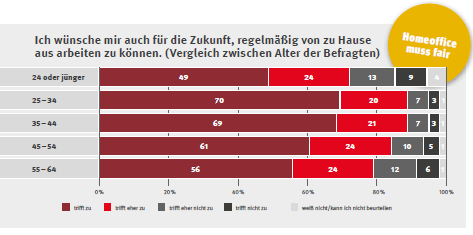 Ich wünsche mir auch für die Zukunft, regelmäßig von zu Hause
aus arbeiten zu können. (Vergleich zwischen Alter der Befragten)
Homeoffice
muss fair
24 oder jünger 49 24 13 9 4
25–34 70 20 7 3
35–44 69 21 7 3
45–54 61 24 10 5
55–64 56 24 12 6
0% 20% 40% 60% 80% 100%
trifft zu trifft eher zu trifft eher nicht zu trifft nicht zu weiß nicht/kann ich nicht beurteilen